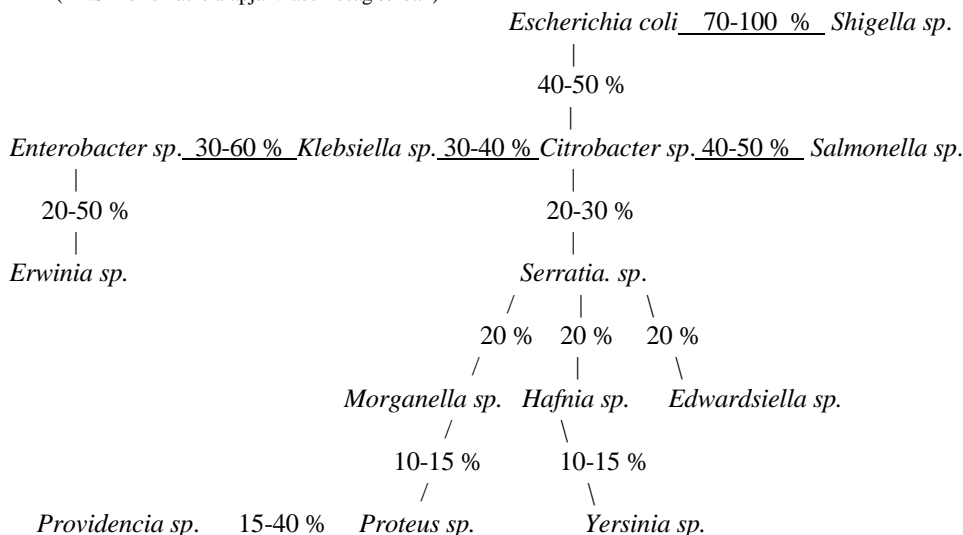 Escherichia coli 70-100 % Shigella sp.
|
40-50 %
|
Enterobacter sp. 30-60 % Klebsiella sp. 30-40 % Citrobacter sp. 40-50 % Salmonella sp.
| |
20-50 % 20-30 %
| |
Erwinia sp. Serratia. sp.
/ | \
20 % 20 % 20 %
/ | \
Morganella sp. Hafnia sp. Edwardsiella sp.
/ \
10-15 % 10-15 %
/ \
Providencia sp. 15-40 % Proteus sp. Yersinia sp.